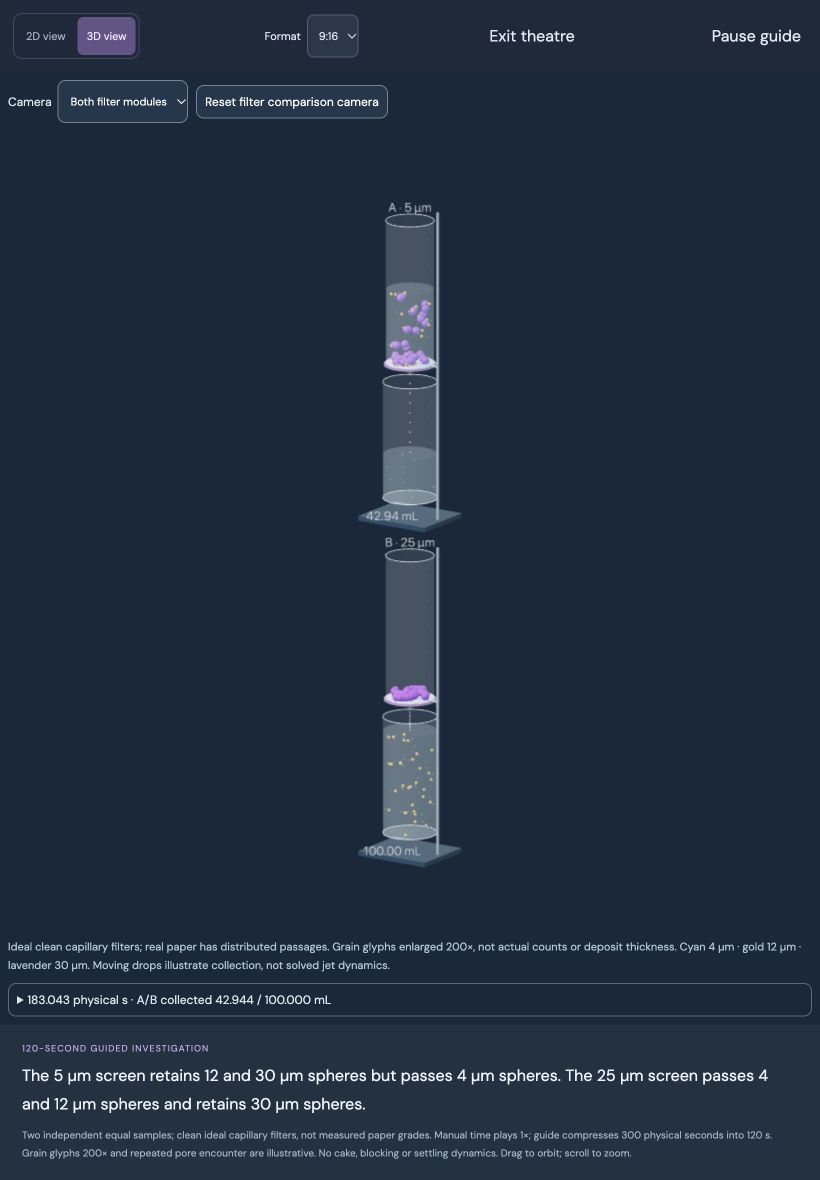 2D view
3D view
Format
9:16
Exit theatre
Pause guide
Camera
Both filter modules
Reset filter comparison camera
A · 5 µm
42.94 mL
B · 25 µm
100.00 mL
Ideal clean capillary filters; real paper has distributed passages. Grain glyphs enlarged 200×, not actual counts or deposit thickness. Cyan 4 µm · gold 12 µm ·
lavender 30 µm. Moving drops illustrate collection, not solved jet dynamics.
183.043 physical s · A/B collected 42.944 / 100.000 mL
120-SECOND GUIDED INVESTIGATION
The 5 µm screen retains 12 and 30 µm spheres but passes 4 µm spheres. The 25 µm screen passes 4
and 12 µm spheres and retains 30 µm spheres.
Two independent equal samples; clean ideal capillary filters, not measured paper grades. Manual time plays 1×; guide compresses 300 physical seconds into 120 s.
Grain glyphs 200× and repeated pore encounter are illustrative. No cake, blocking or settling dynamics. Drag to orbit; scroll to zoom.